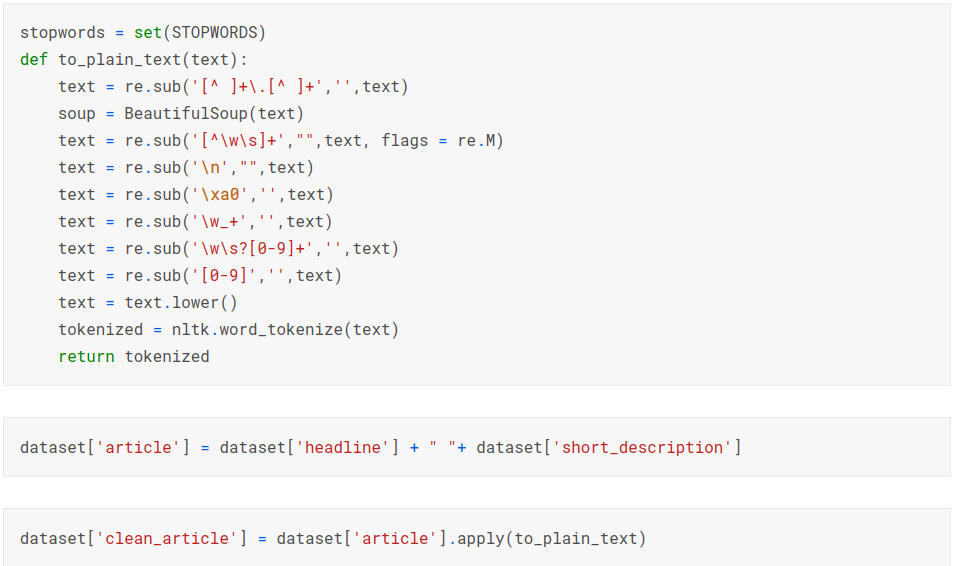 stopwords = set(STOPWORDS)
def to_plain_text(text):
    text = re.sub('[^ ]+\.[^ ]+','',text)
    soup = BeautifulSoup(text)
    text = re.sub('[^\w\s]+',"",text, flags = re.M)
    text = re.sub('\n',"",text)
    text = re.sub('\xa0','',text)
    text = re.sub('\w_+','',text)
    text = re.sub('\w\s?[0-9]+','',text)
    text = re.sub('[0-9]','',text)
    text = text.lower()
    tokenized = nltk.word_tokenize(text)
    return tokenized
dataset['article'] = dataset['headline'] + " "+ dataset['short_description']
dataset['clean_article'] = dataset['article'].apply(to_plain_text)